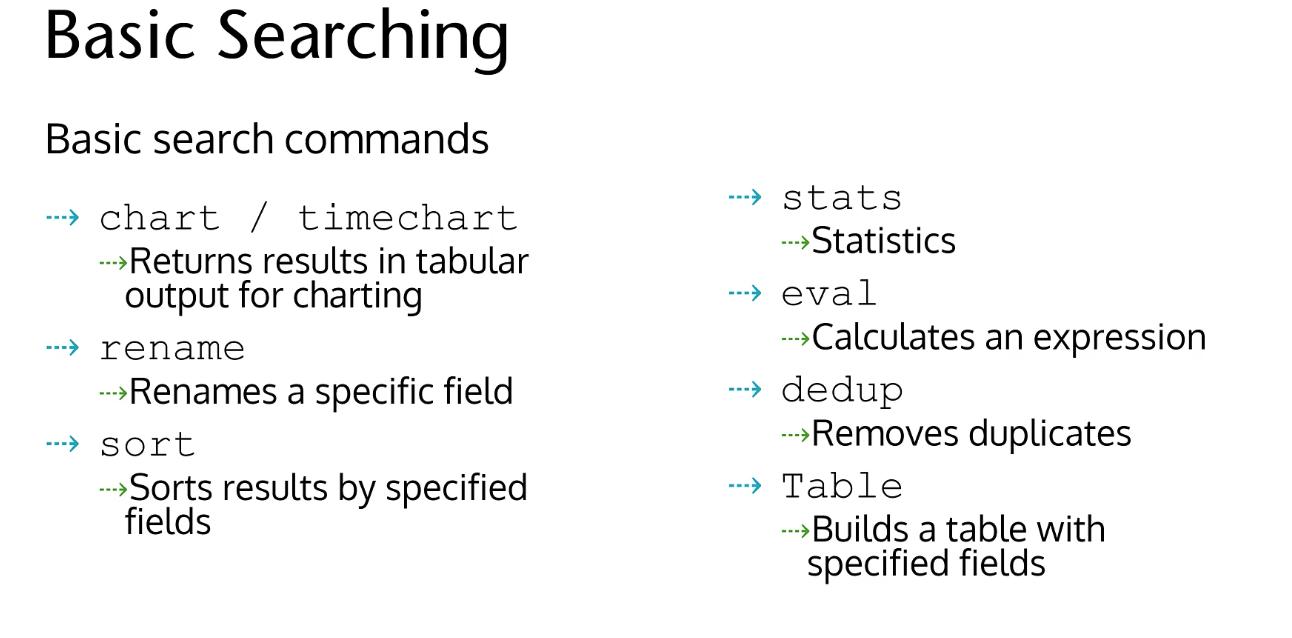 Basic Searching
Basic search commands
chart / timechart
Returns results in tabular
output for charting
rename
Renames a specific field
sort
Sorts results by specified
fields
stats
Statistics
eval
Calculates an expression
dedup
Removes duplicates
Table
Builds a table with
specified fields